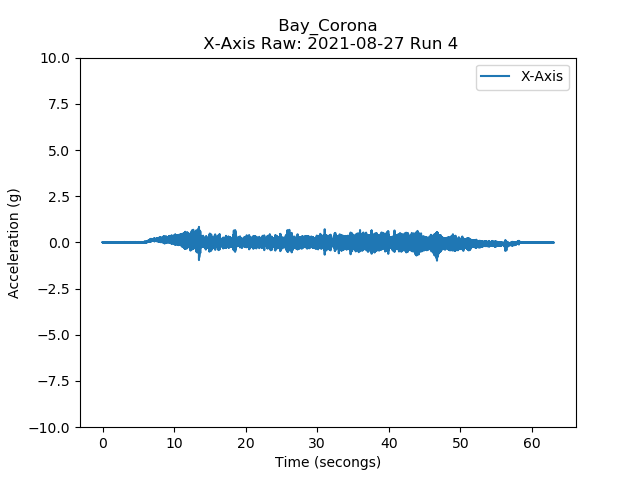 Bay_Corona
X-Axis Raw: 2021-08-27 Run 4
X-Axis
10.0
7.5
5.0
2.5
0.0
−2.5
−5.0
−7.5
−10.0
Acceleration (g)
0 10 20 30 40 50 60
Time (secongs)